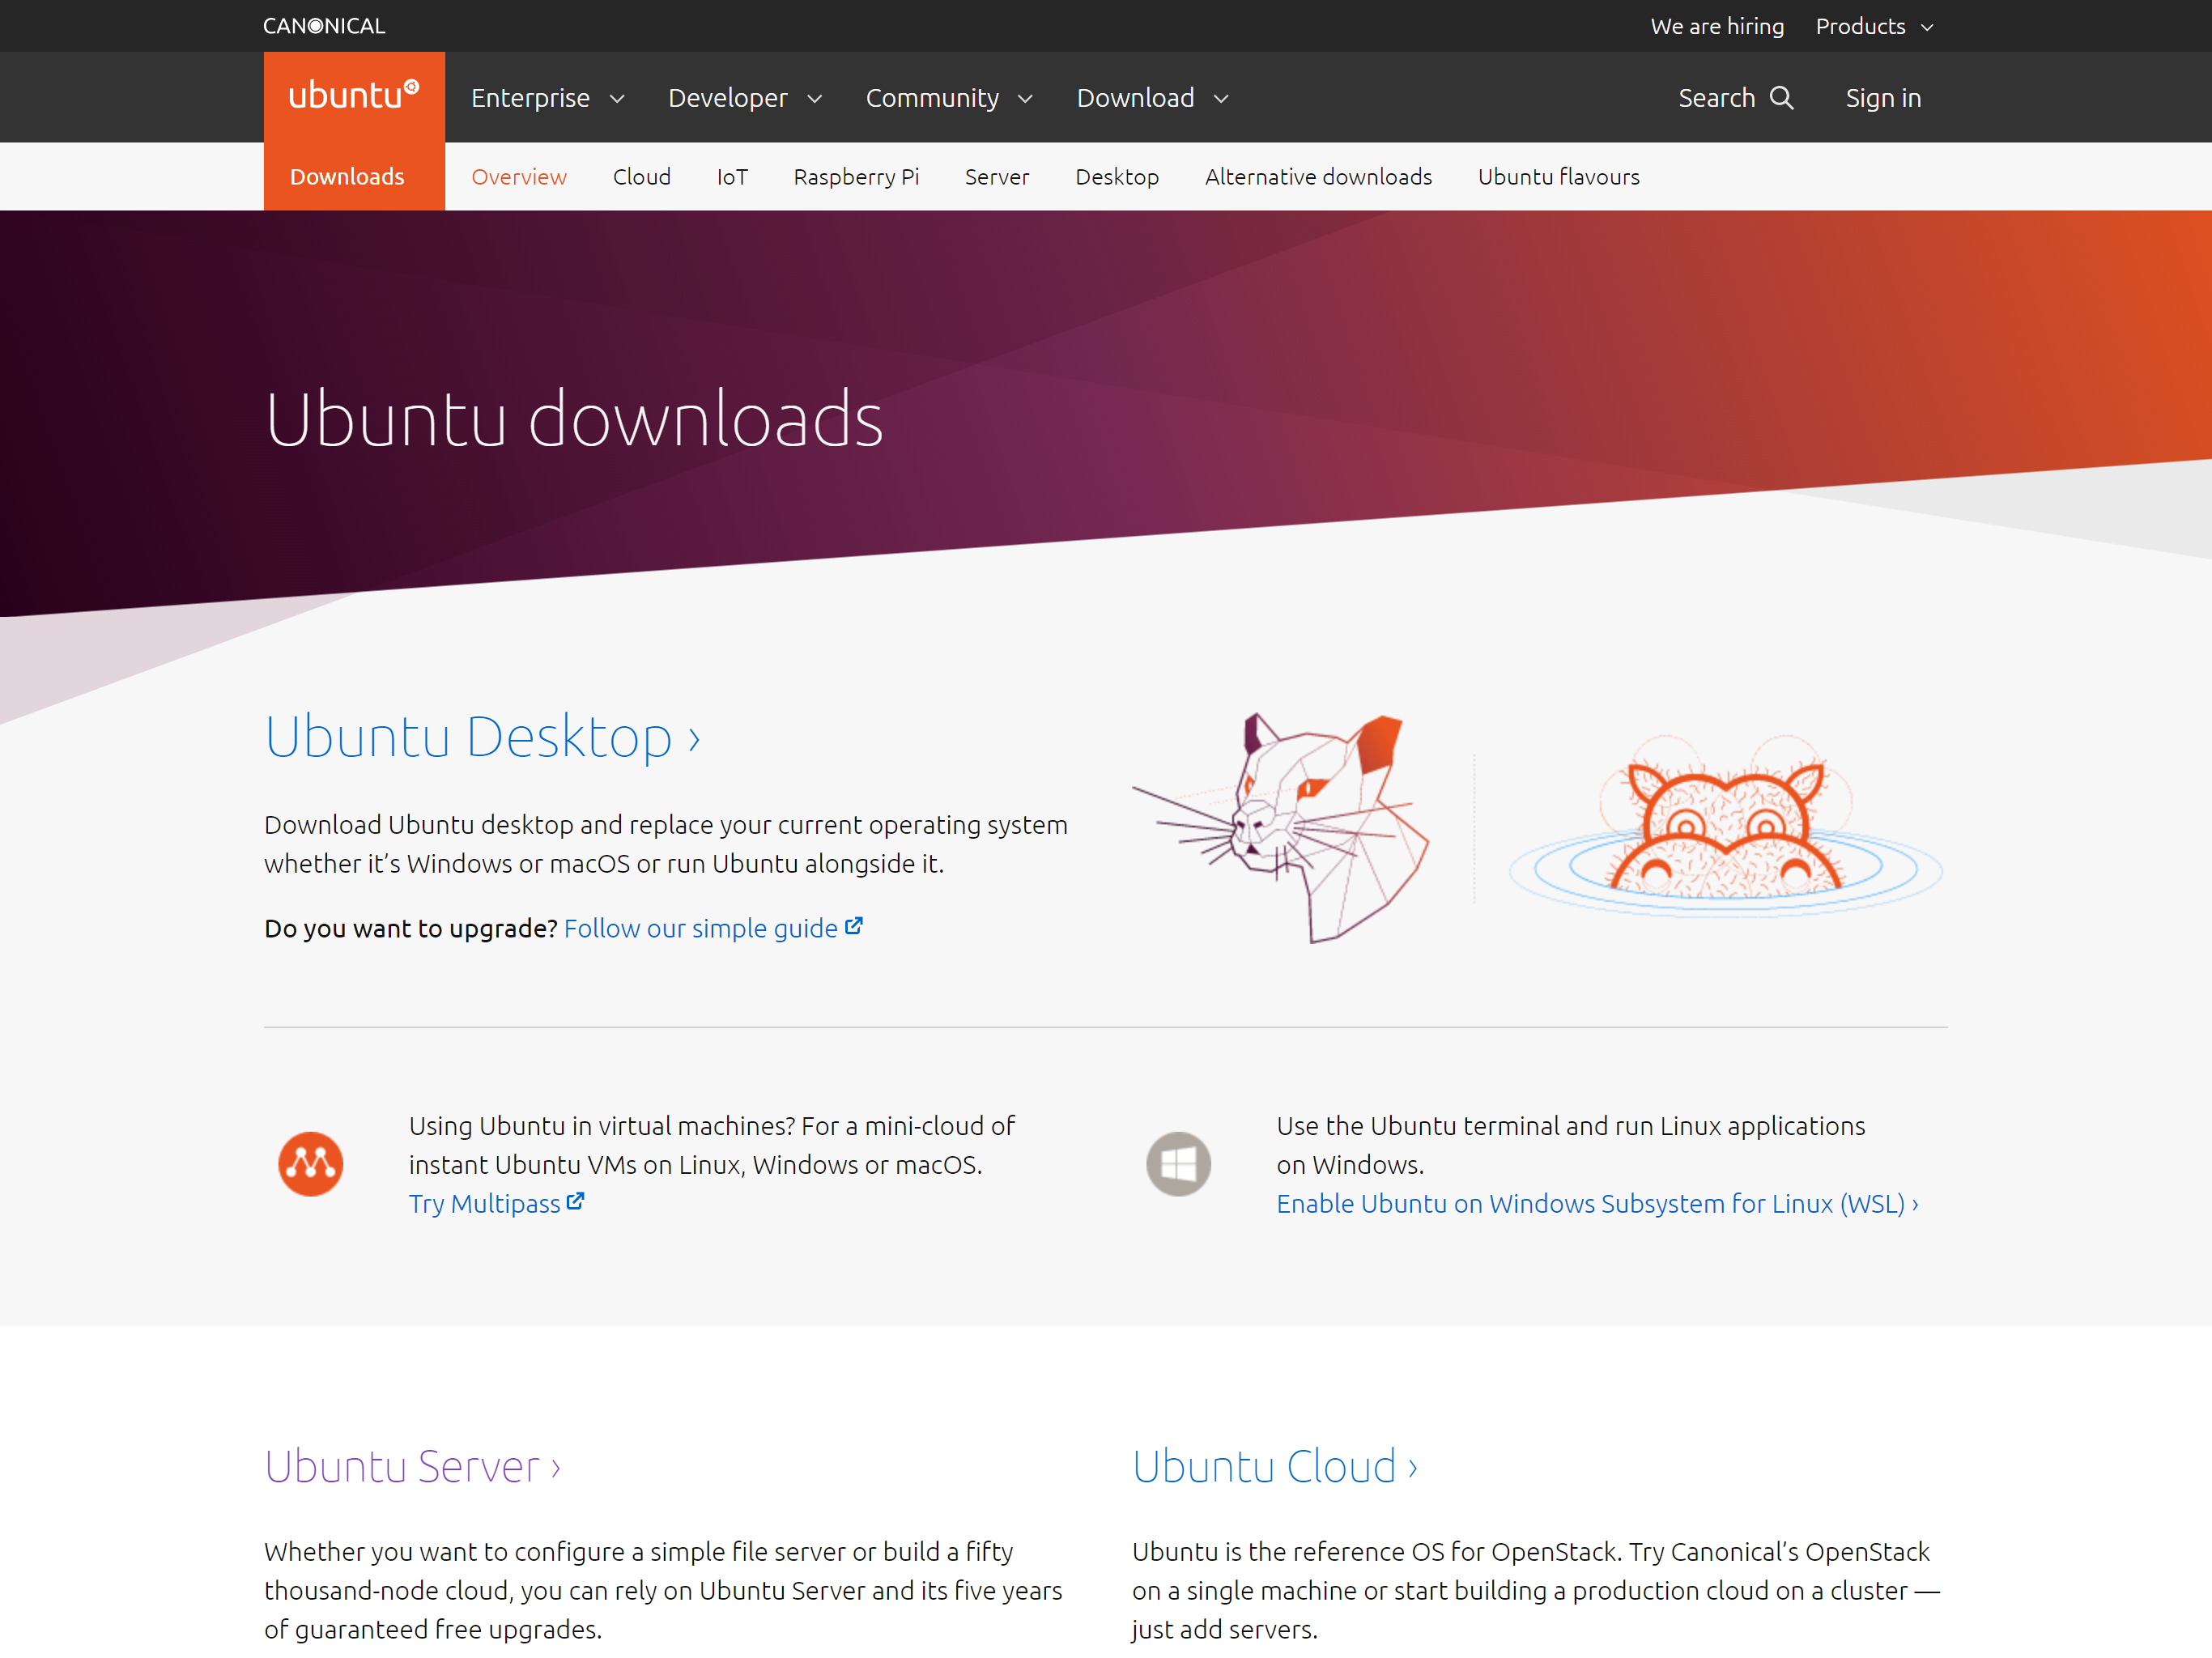 CANONICAL
We are hiring Products
ubuntu Enterprise Developer Community Download Search Sign in
Downloads Overview Cloud IoT Raspberry Pi Server Desktop Alternative downloads Ubuntu flavours
Ubuntu downloads
Ubuntu Desktop ›
Download Ubuntu desktop and replace your current operating system
whether it’s Windows or macOS or run Ubuntu alongside it.
Do you want to upgrade? Follow our simple guide
Using Ubuntu in virtual machines? For a mini-cloud of
instant Ubuntu VMs on Linux, Windows or macOS.
Try Multipass
Use the Ubuntu terminal and run Linux applications
on Windows.
Enable Ubuntu on Windows Subsystem for Linux (WSL) ›
Ubuntu Server ›
Whether you want to configure a simple file server or build a fifty
thousand-node cloud, you can rely on Ubuntu Server and its five years
of guaranteed free upgrades.
Ubuntu Cloud ›
Ubuntu is the reference OS for OpenStack. Try Canonical’s OpenStack
on a single machine or start building a production cloud on a cluster —
just add servers.